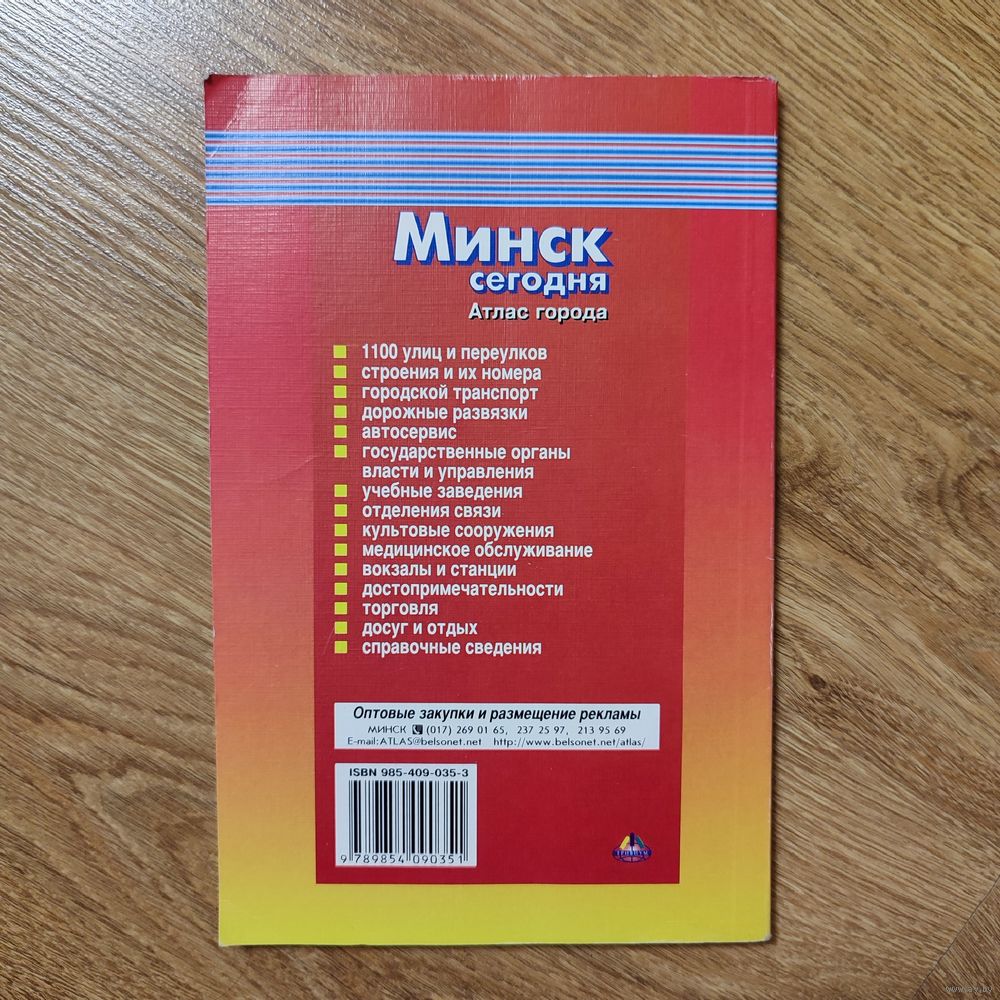 Минск
сегодня
Атлас города
1100 улиц и переулков
строения и их номера
городской транспорт
дорожные развязки
автосервис
государственные органы
власти и управления
учебные заведения
отделения связи
культовые сооружения
медицинское обслуживание
вокзалы и станции
достопримечательности
торговля
досуг и отдых
справочные сведения
Оптовые закупки и размещение рекламы
МИНСК (017) 269 01 65, 237 25 97, 213 95 69
E-mail:ATLAS@belsonet.net http://www.belsonet.net/atlas/
ISBN 985-409-035-3
9 789854 090351
ТРИВИУМ